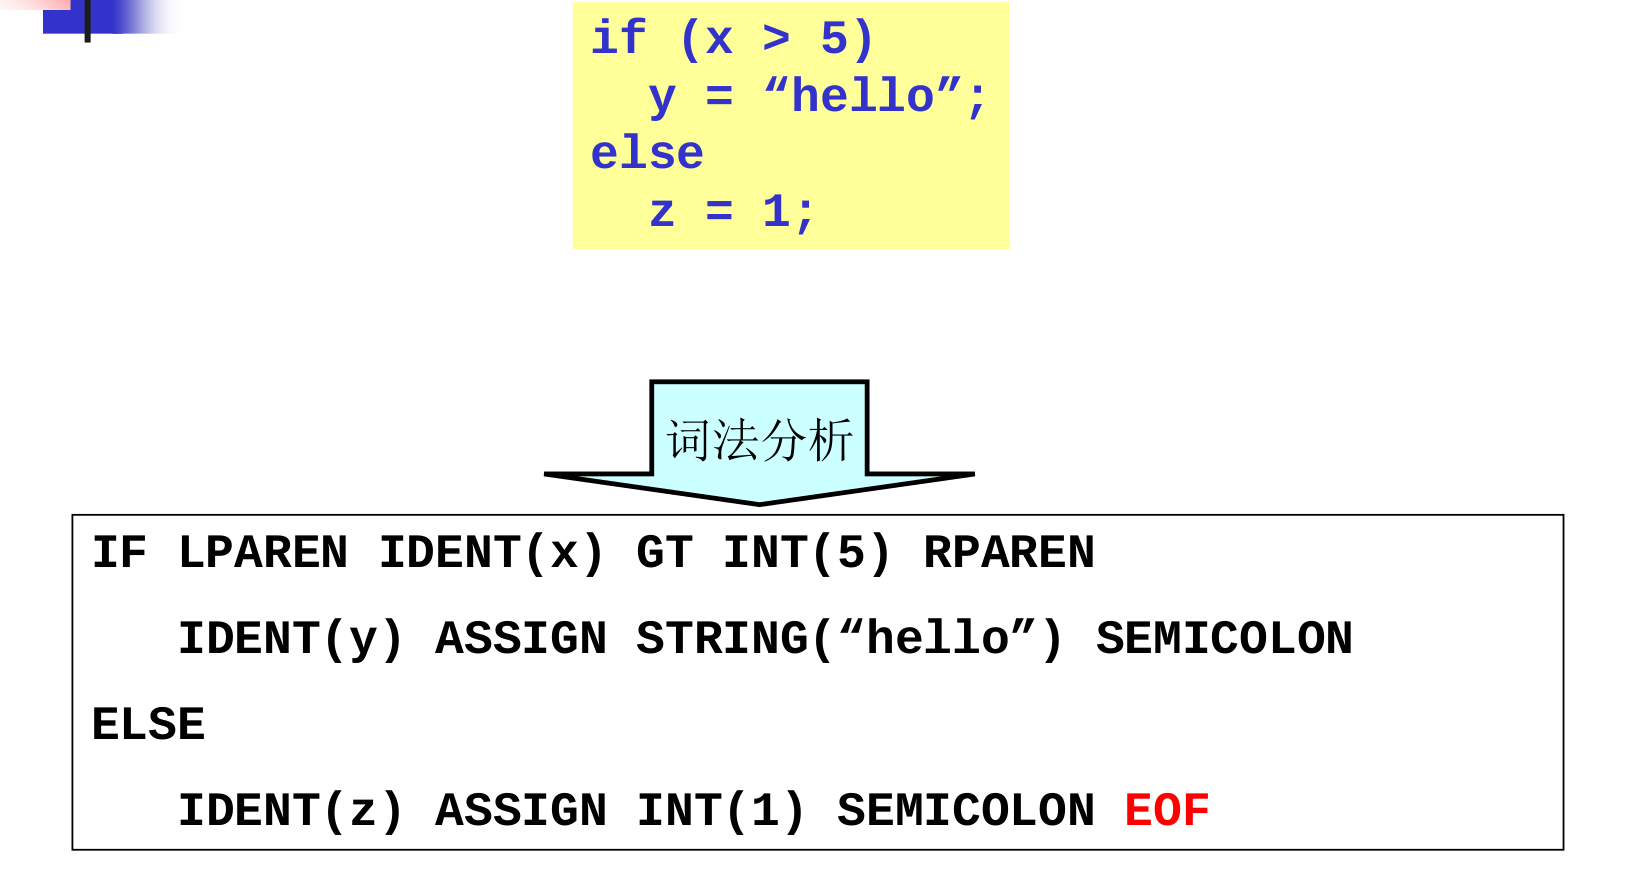 if (x > 5)
  y = “hello”;
else
  z = 1;
词法分析
IF LPAREN IDENT(x) GT INT(5) RPAREN
   IDENT(y) ASSIGN STRING(“hello”) SEMICOLON
ELSE
   IDENT(z) ASSIGN INT(1) SEMICOLON EOF